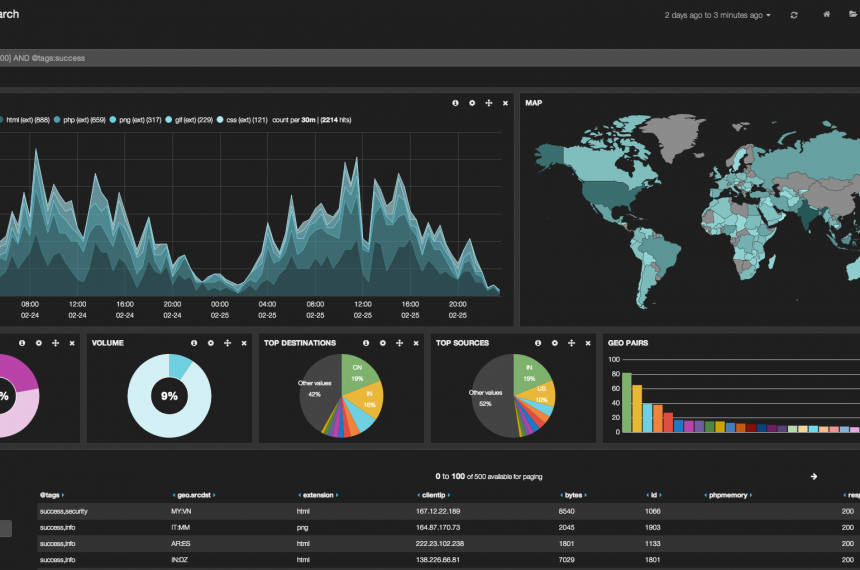 arch
2 days ago to 3 minutes ago
00] AND @tags:success
html (ext) (888) php (ext) (659) png (ext) (317) gif (ext) (229) css (ext) (121) count per 30m | (2214 hits)
08:00 12:00 16:00 20:00 00:00 04:00 08:00 12:00 16:00 20:00
02-24 02-24 02-24 02-24 02-25 02-25 02-25 02-25 02-25 02-25
MAP
%
VOLUME
9%
TOP DESTINATIONS
CN
19%
IN
16%
Other values
42%
TOP SOURCES
IN
19%
US
10%
Other values
52%
GEO PAIRS
100
80
60
40
20
0
0 to 100 of 500 available for paging
@tags geo.srcdst extension clientip bytes id phpmemory resp
success,security MY:VN html 167.12.22.189 8540 1066 200
success,info IT:MM png 164.87.170.73 2045 1903 200
success,info AR:ES html 222.23.102.238 1801 1133 200
success,info IN:DZ html 138.226.66.81 7029 1801 200